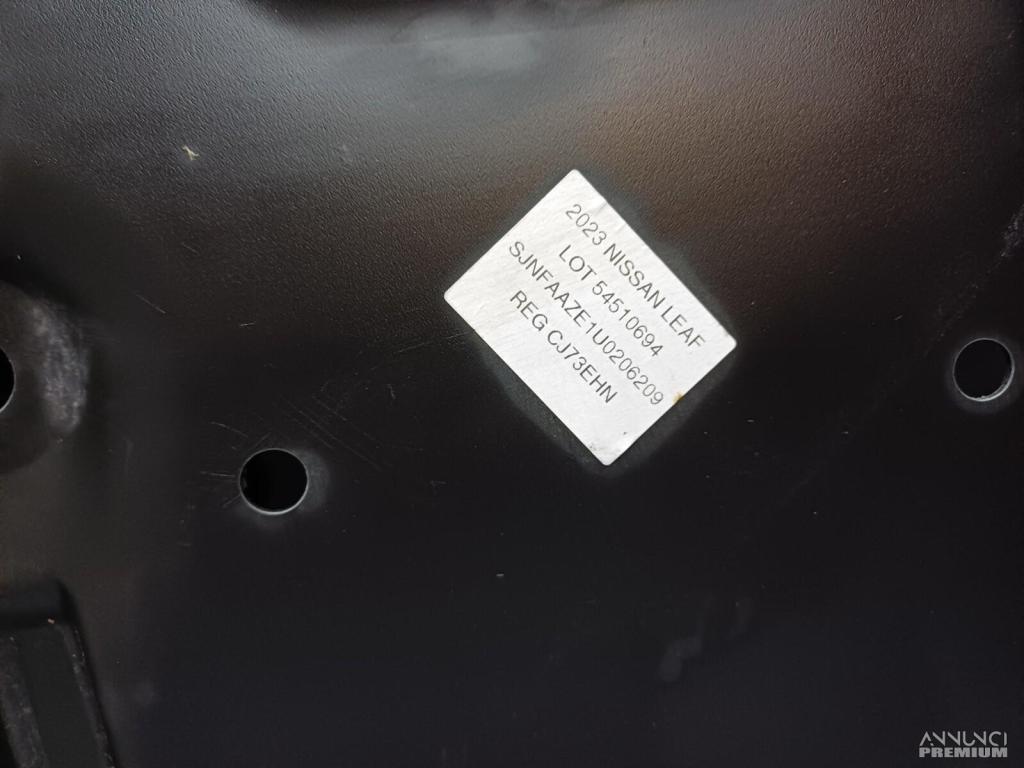 2023 NISSAN LEAF
LOT 54510694
SJNFAAZE1U0206209
REG CJ73EHN
ANNUNCI
PREMIUM